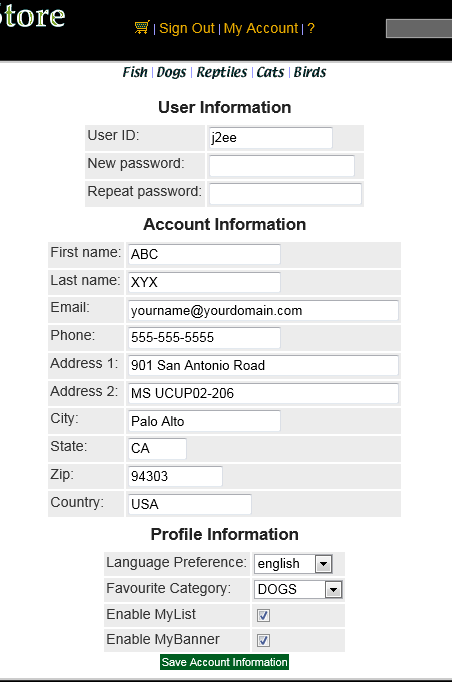 Store
Sign Out | My Account | ?
Fish | Dogs | Reptiles | Cats | Birds
User Information
User ID: j2ee
New password:
Repeat password:
Account Information
First name: ABC
Last name: XYX
Email: yourname@yourdomain.com
Phone: 555-555-5555
Address 1: 901 San Antonio Road
Address 2: MS UCUP02-206
City: Palo Alto
State: CA
Zip: 94303
Country: USA
Profile Information
Language Preference: english
Favourite Category: DOGS
Enable MyList
Enable MyBanner
Save Account Information